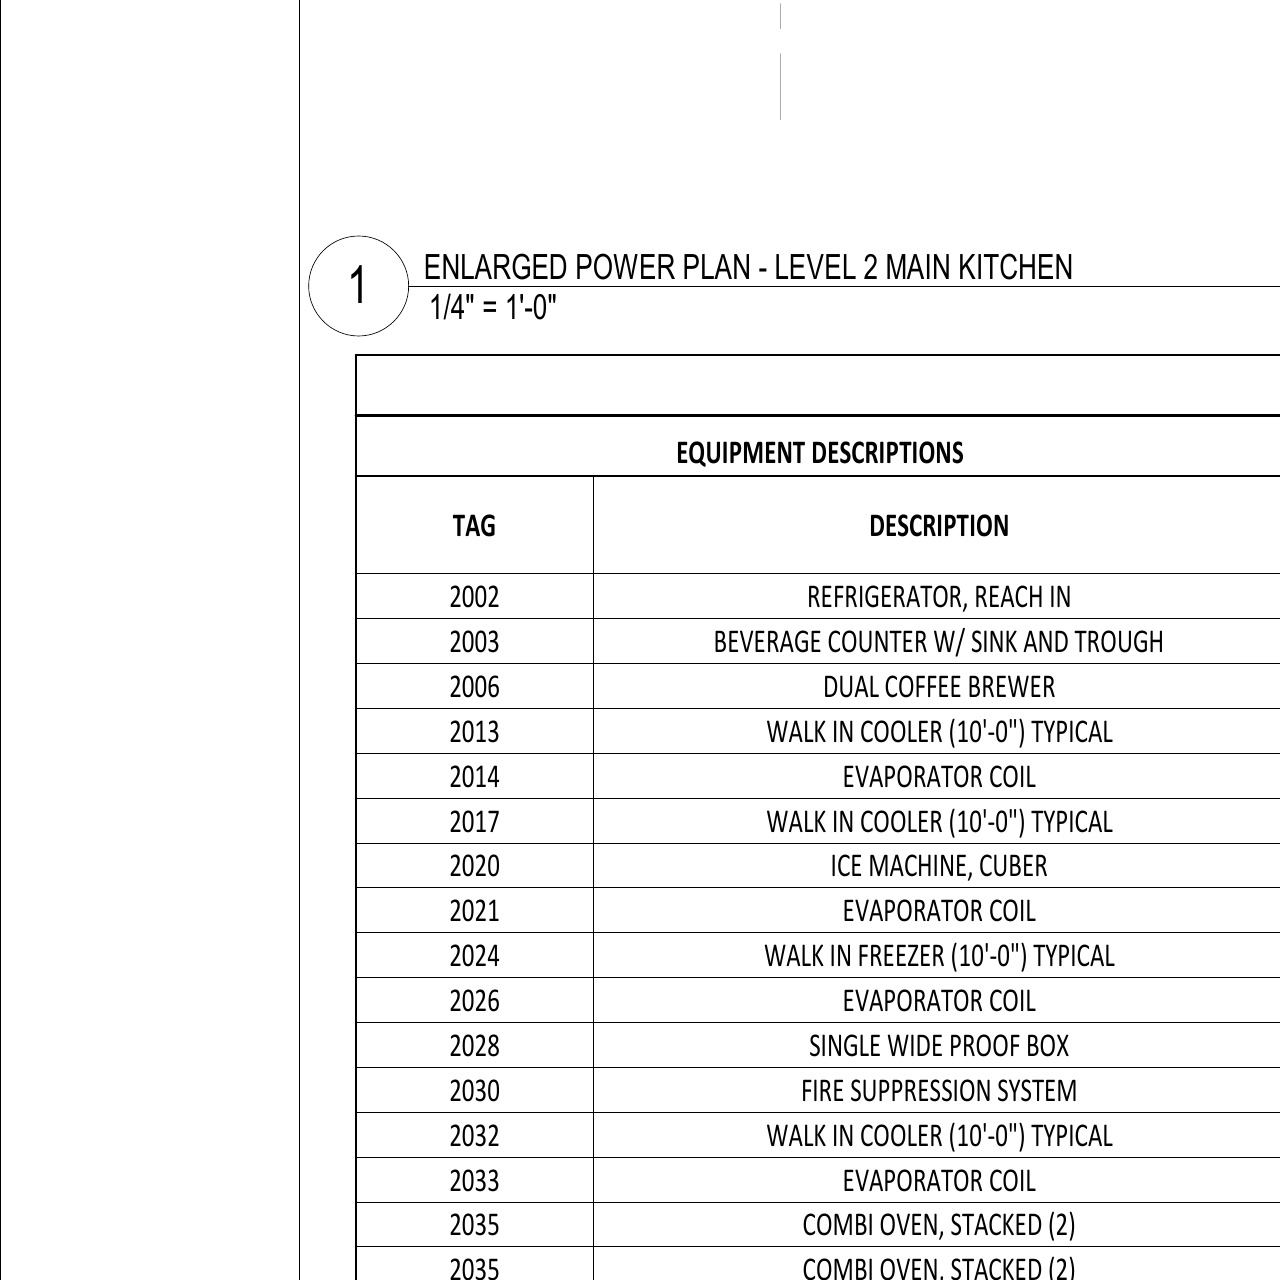 1
ENLARGED POWER PLAN - LEVEL 2 MAIN KITCHEN
1/4" = 1'-0"
EQUIPMENT DESCRIPTIONS
TAG DESCRIPTION
2002 REFRIGERATOR, REACH IN
2003 BEVERAGE COUNTER W/ SINK AND TROUGH
2006 DUAL COFFEE BREWER
2013 WALK IN COOLER (10'-0") TYPICAL
2014 EVAPORATOR COIL
2017 WALK IN COOLER (10'-0") TYPICAL
2020 ICE MACHINE, CUBER
2021 EVAPORATOR COIL
2024 WALK IN FREEZER (10'-0") TYPICAL
2026 EVAPORATOR COIL
2028 SINGLE WIDE PROOF BOX
2030 FIRE SUPPRESSION SYSTEM
2032 WALK IN COOLER (10'-0") TYPICAL
2033 EVAPORATOR COIL
2035 COMBI OVEN, STACKED (2)
2035 COMBI OVEN, STACKED (2)